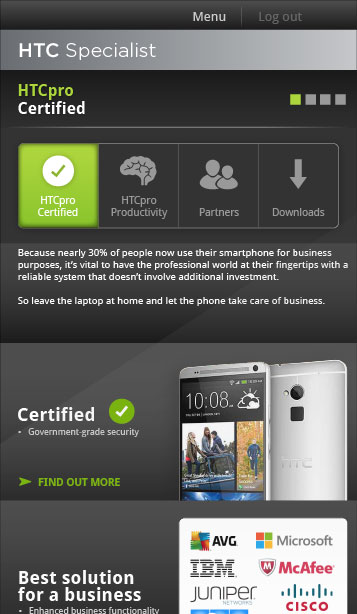 Menu
Log out
HTC Specialist
HTCpro
Certified
HTCpro
Certified
HTCpro
Productivity
Partners
Downloads
Because nearly 30% of people now use their smartphone for business
purposes, it's vital to have the professional world at their fingertips with a
reliable system that doesn't involve additional investment.
So leave the laptop at home and let the phone take care of business.
Certified
• Government-grade security
FIND OUT MORE
10:08
hTC
Best solution
for a business
• Enhanced business functionality
AVG
Microsoft
IBM
McAfee
JUNIPER
NETWORKS
CISCO